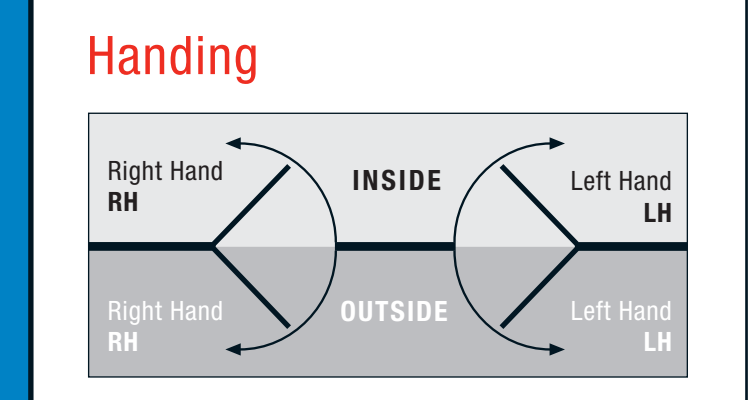 Handing
Right Hand
RH
INSIDE
Left Hand
LH
Right Hand
RH
OUTSIDE
Left Hand
LH